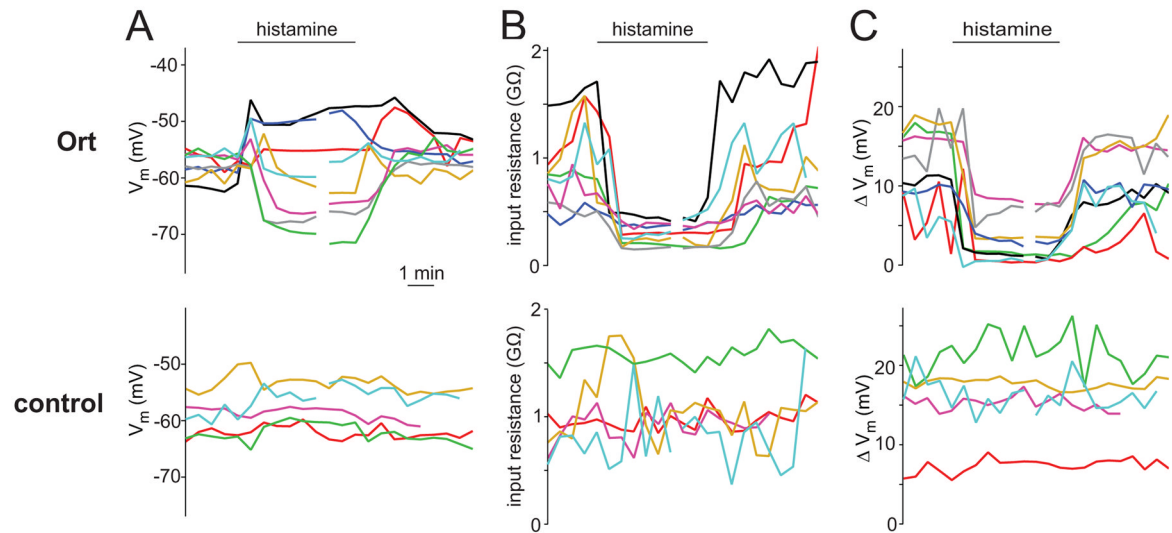 A B C
histamine histamine histamine
Ort
V_m (mV)
-40
-50
-60
-70
1 min
input resistance (GΩ)
2
1
0
Δ V_m (mV)
20
10
0
control
V_m (mV)
-50
-60
-70
input resistance (GΩ)
2
1
0
Δ V_m (mV)
20
10
0